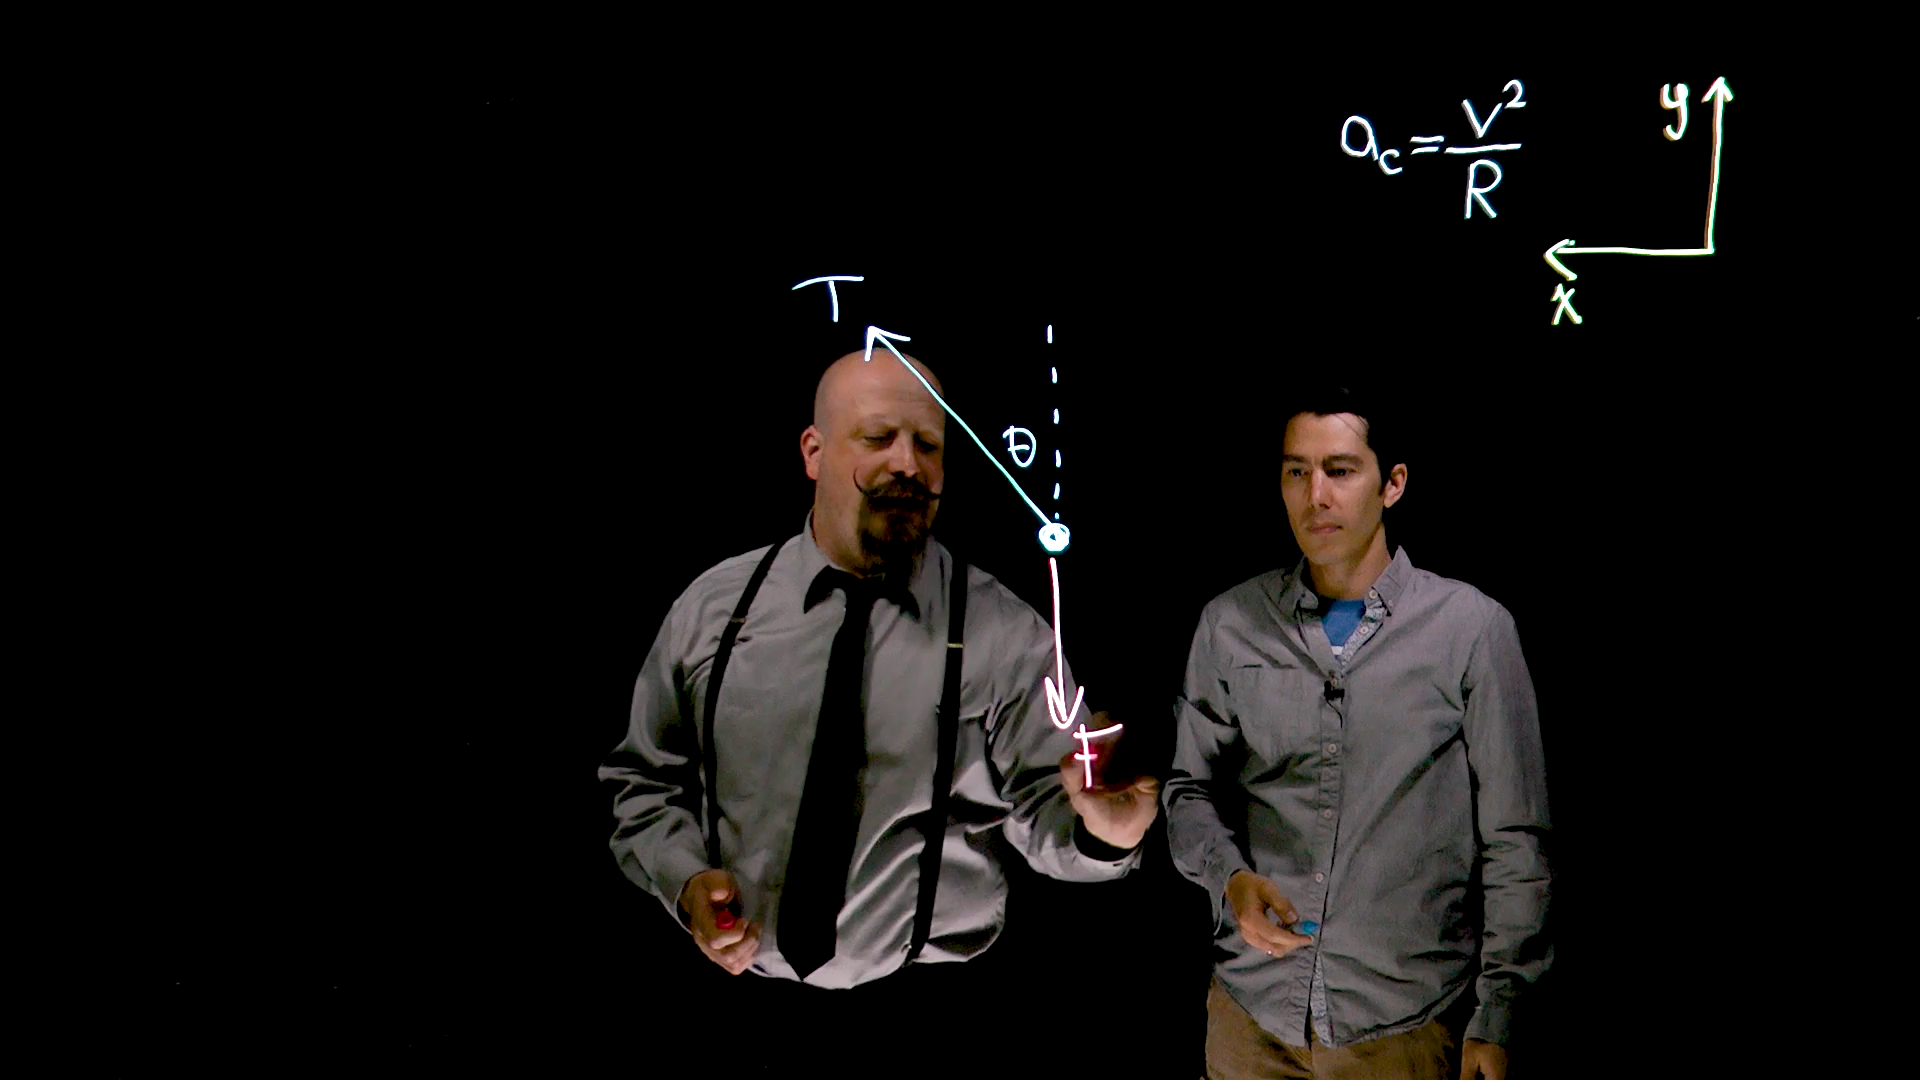 a_c = V²/R
y
x
T
θ
F